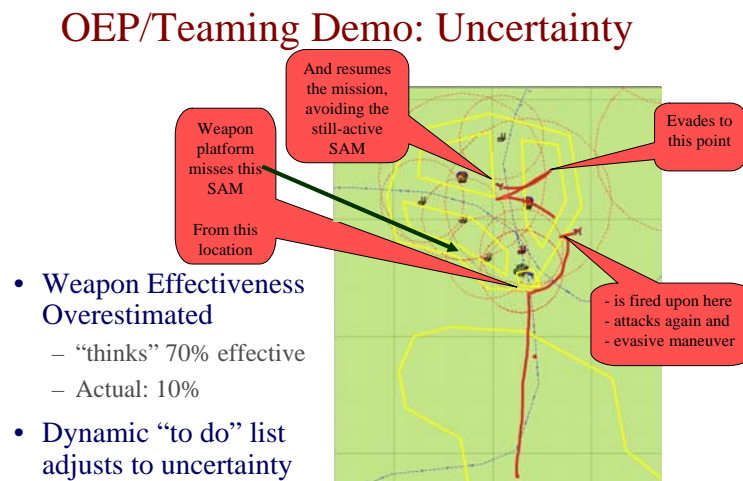 OEP/Teaming Demo: Uncertainty
And resumes
the mission,
avoiding the
still-active
SAM
Weapon
platform
misses this
SAM
From this
location
Evades to
this point
- is fired upon here
- attacks again and
- evasive maneuver
• Weapon Effectiveness
Overestimated
– “thinks” 70% effective
– Actual: 10%
• Dynamic “to do” list
adjusts to uncertainty